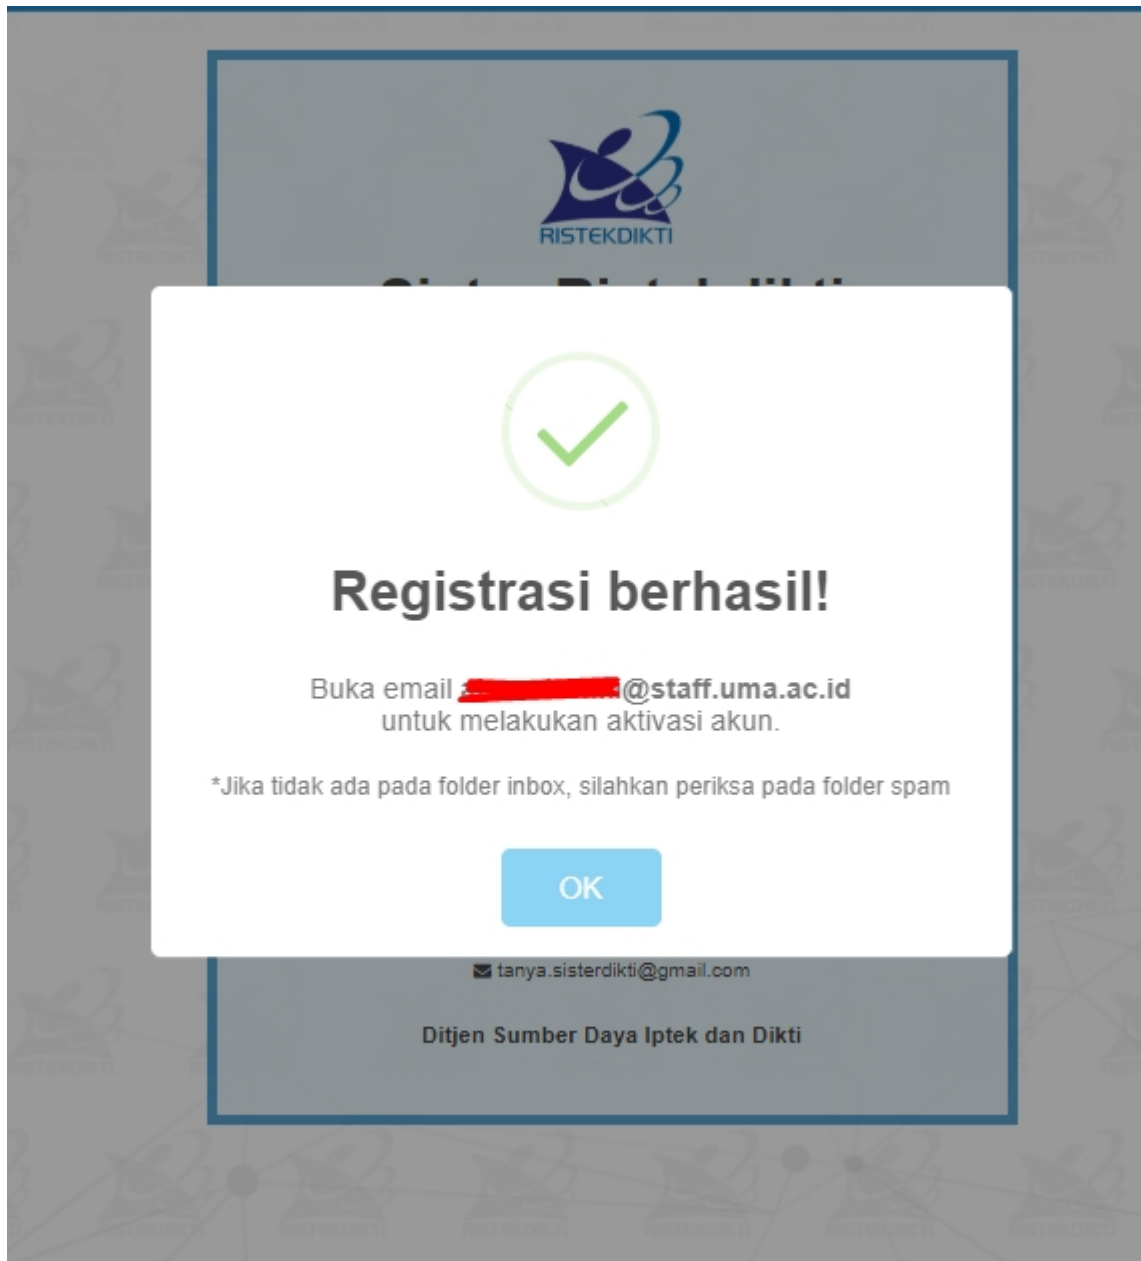 RISTEKDIKTI
Registrasi berhasil!
Buka email @staff.uma.ac.id
untuk melakukan aktivasi akun.
*Jika tidak ada pada folder inbox, silahkan periksa pada folder spam
OK
tanya.sisterdikti@gmail.com
Ditjen Sumber Daya Iptek dan Dikti